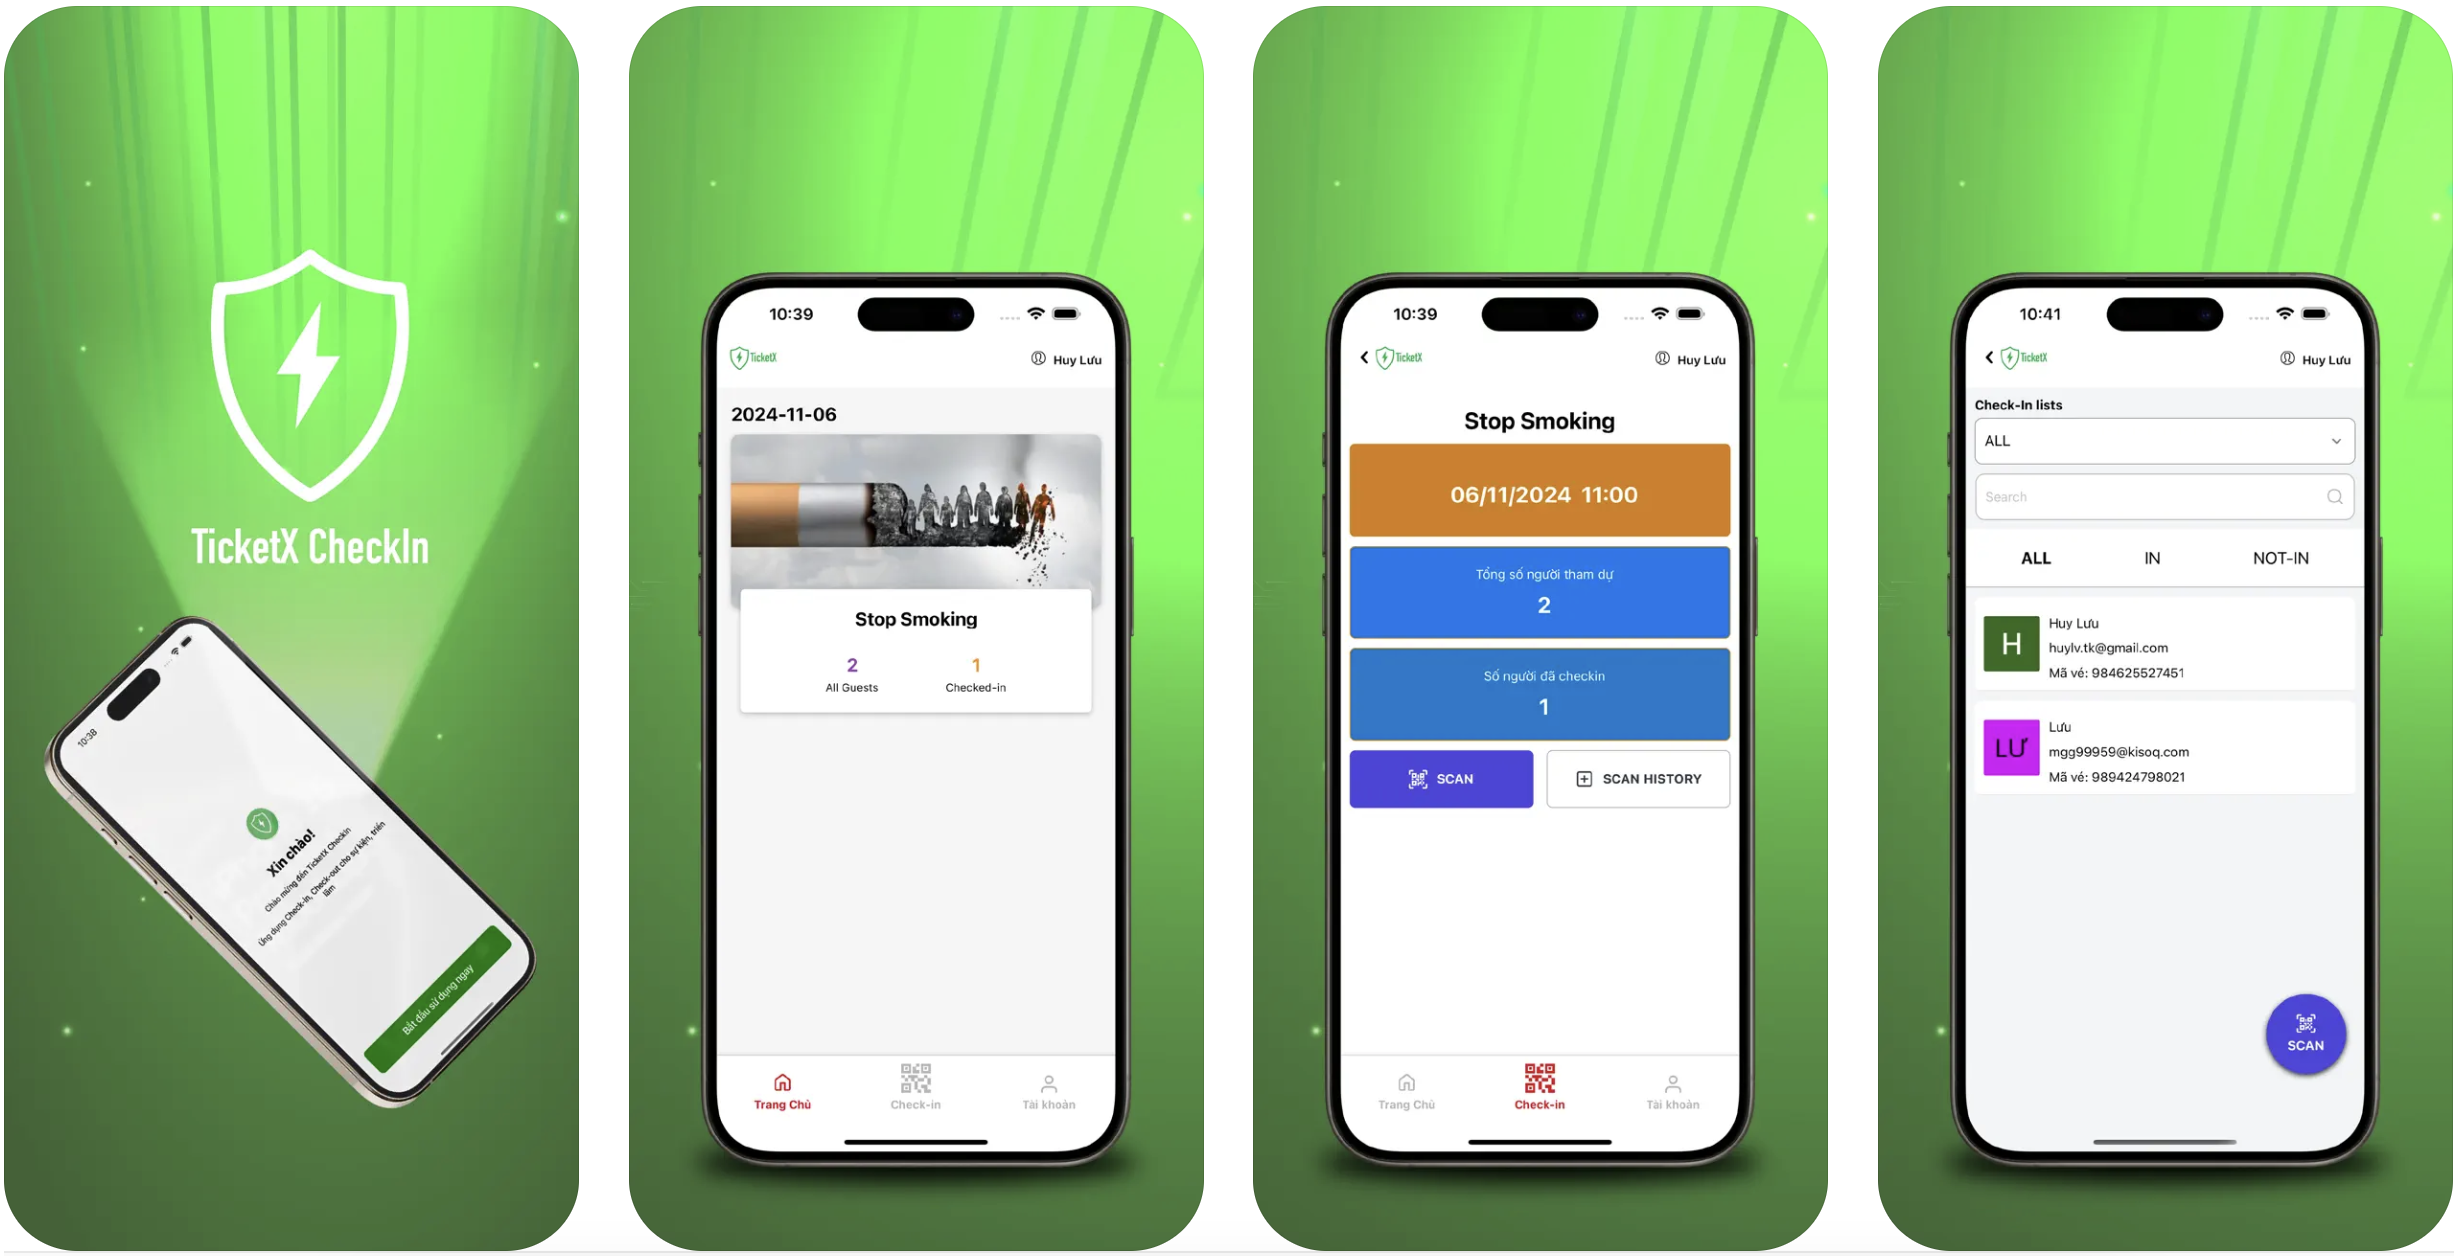 TicketX CheckIn
10:38
Xin chào!
Chào mừng đến TicketX CheckIn
Ứng dụng Check-in, Check-out cho sự kiện, triển
lãm
Bắt đầu sử dụng ngay
10:39
TicketX
Huy Lưu
2024-11-06
Stop Smoking
2
1
All Guests
Checked-in
Trang Chủ
Check-in
Tài khoản
10:39
TicketX
Huy Lưu
Stop Smoking
06/11/2024 11:00
Tổng số người tham dự
2
Số người đã checkin
1
SCAN
SCAN HISTORY
Trang Chủ
Check-in
Tài khoản
10:41
TicketX
Huy Lưu
Check-In lists
ALL
Search
ALL
IN
NOT-IN
H
Huy Lưu
huylv.tk@gmail.com
Mã vé: 984625527451
LƯ
Lưu
mgg99959@kisoq.com
Mã vé: 989424798021
SCAN